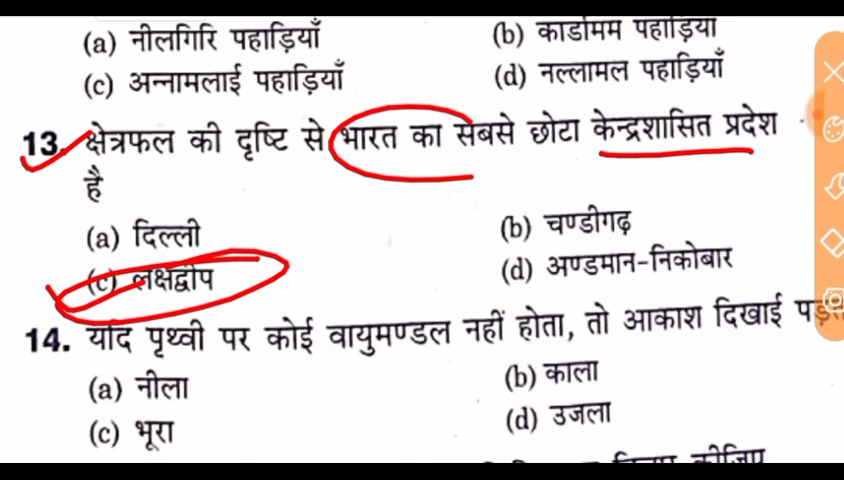 (a) नीलगिरि पहाड़ियाँ (b) कार्डामम पहाड़ियाँ
(c) अन्नामलाई पहाड़ियाँ (d) नल्लामल पहाड़ियाँ
13. क्षेत्रफल की दृष्टि से भारत का सबसे छोटा केन्द्रशासित प्रदेश
है
(a) दिल्ली (b) चण्डीगढ़
(c) लक्षद्वीप (d) अण्डमान-निकोबार
14. यदि पृथ्वी पर कोई वायुमण्डल नहीं होता, तो आकाश दिखाई
(a) नीला (b) काला
(c) भूरा (d) उजला